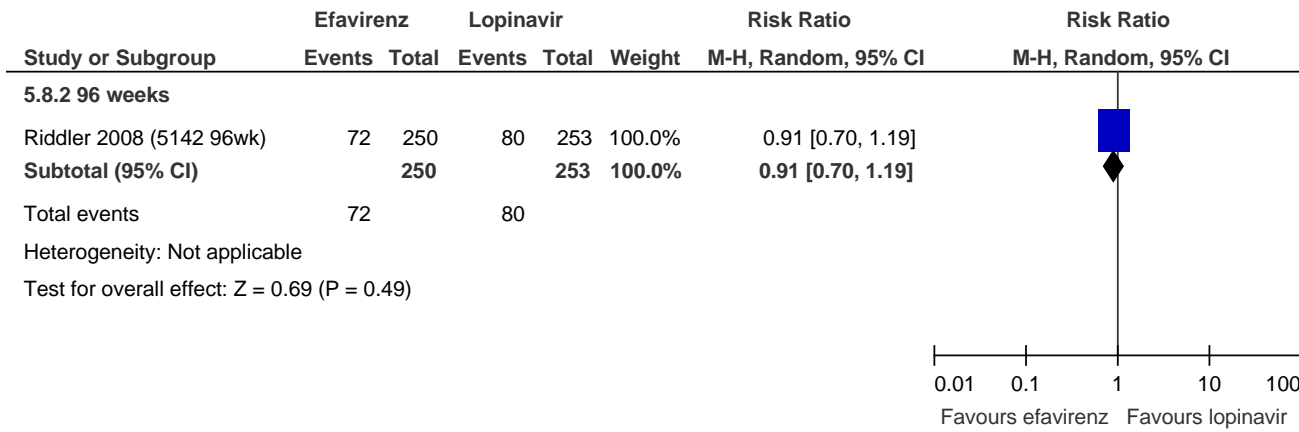 Efavirenz Lopinavir Risk Ratio Risk Ratio
Study or Subgroup Events Total Events Total Weight M-H, Random, 95% CI M-H, Random, 95% CI
5.8.2 96 weeks
Riddler 2008 (5142 96wk) 72 250 80 253 100.0% 0.91 [0.70, 1.19]
Subtotal (95% CI) 250 253 100.0% 0.91 [0.70, 1.19]
Total events 72 80
Heterogeneity: Not applicable
Test for overall effect: Z = 0.69 (P = 0.49)
0.01 0.1 1 10 100
Favours efavirenz Favours lopinavir